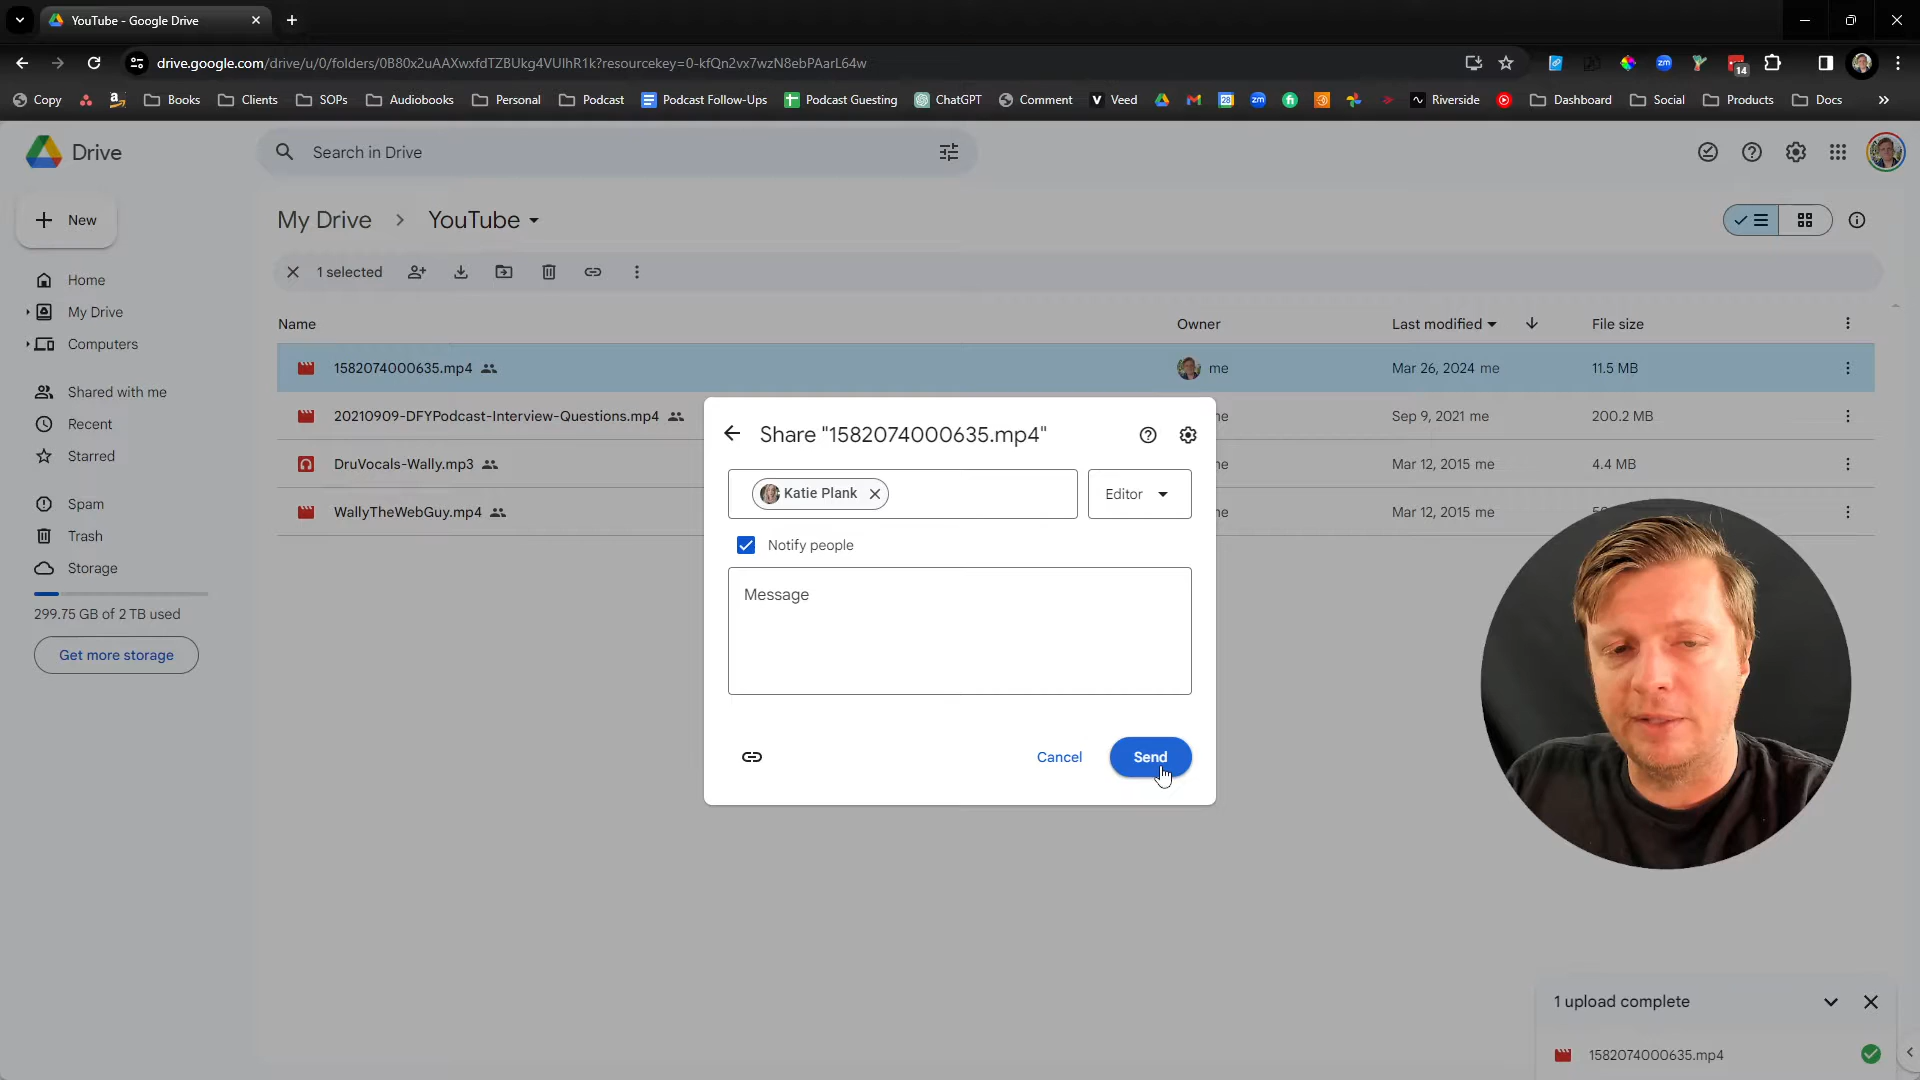 YouTube - Google Drive
drive.google.com/drive/u/0/folders/0B80x2uAAXwxfdTZBUkg4VUlhR1k?resourcekey=0-kfQn2vx7wzN8ebPAarL64w
14
Copy Books Clients SOPs Audiobooks Personal Podcast Podcast Follow-Ups Podcast Guesting ChatGPT Comment V Veed 28 zm Riverside Dashboard Social Products Docs
Drive
Search in Drive
New
My Drive > YouTube
1 selected
Home
My Drive
Computers
Shared with me
Recent
Starred
Spam
Trash
Storage
299.75 GB of 2 TB used
Get more storage
Name Owner Last modified File size
1582074000635.mp4 me Mar 26, 2024 me 11.5 MB
20210909-DFYPodcast-Interview-Questions.mp4 me Sep 9, 2021 me 200.2 MB
DruVocals-Wally.mp3 me Mar 12, 2015 me 4.4 MB
WallyTheWebGuy.mp4 me Mar 12, 2015 me
Share "1582074000635.mp4"
Katie Plank
Editor
Notify people
Message
Cancel
Send
1 upload complete
1582074000635.mp4